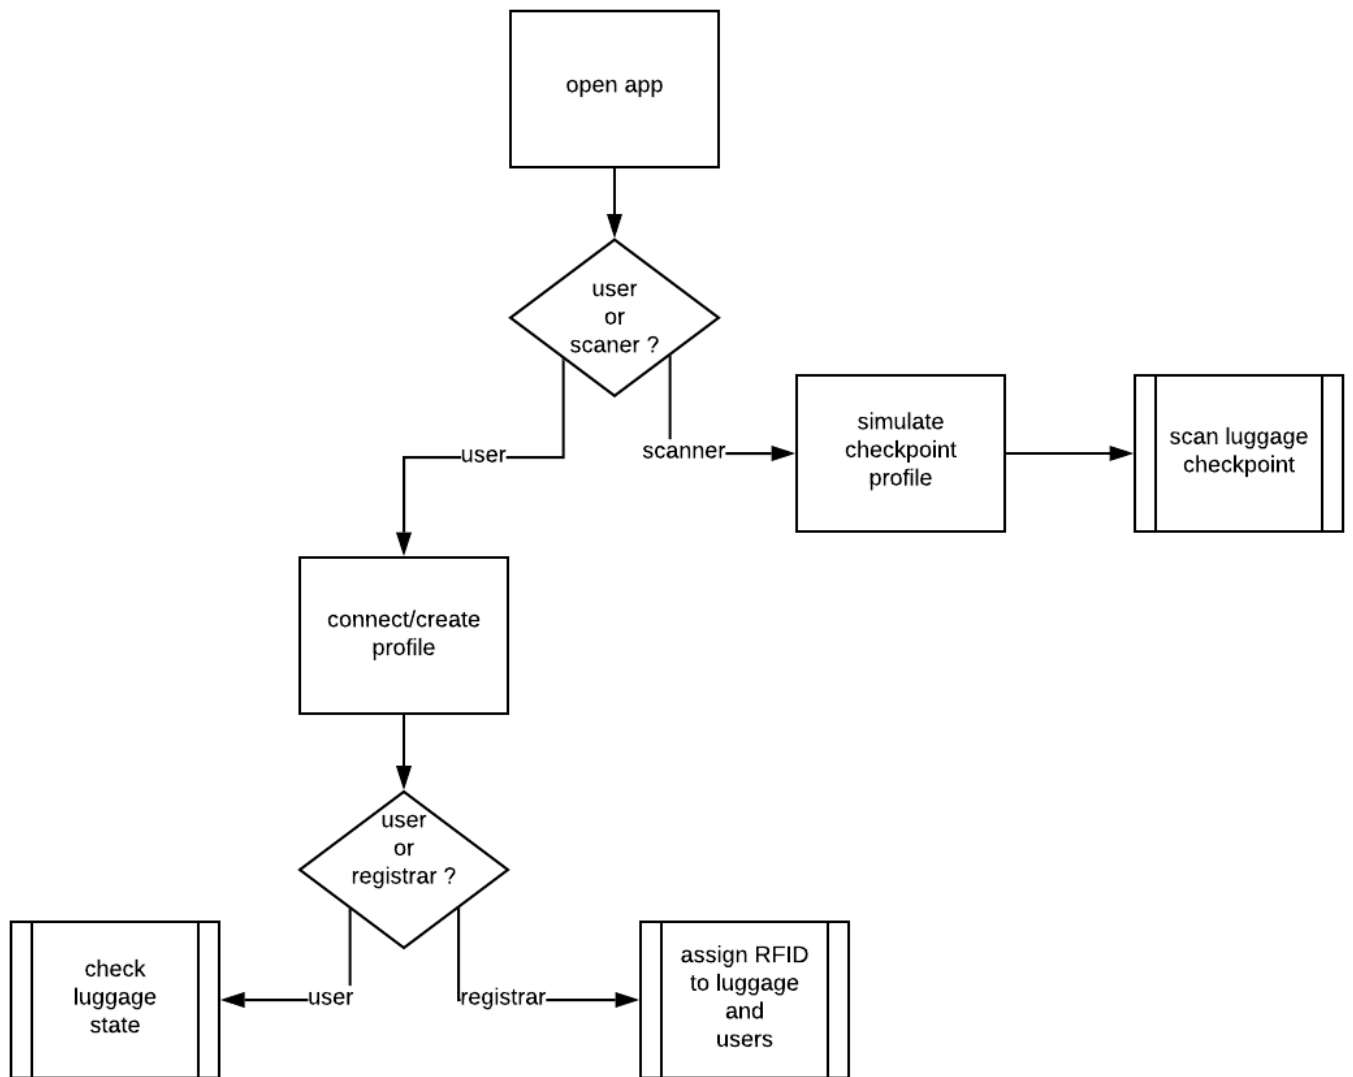 open app
user
or
scaner ?
user
scanner
simulate
checkpoint
profile
scan luggage
checkpoint
connect/create
profile
user
or
registrar ?
check
luggage
state
user
registrar
assign RFID
to luggage
and
users